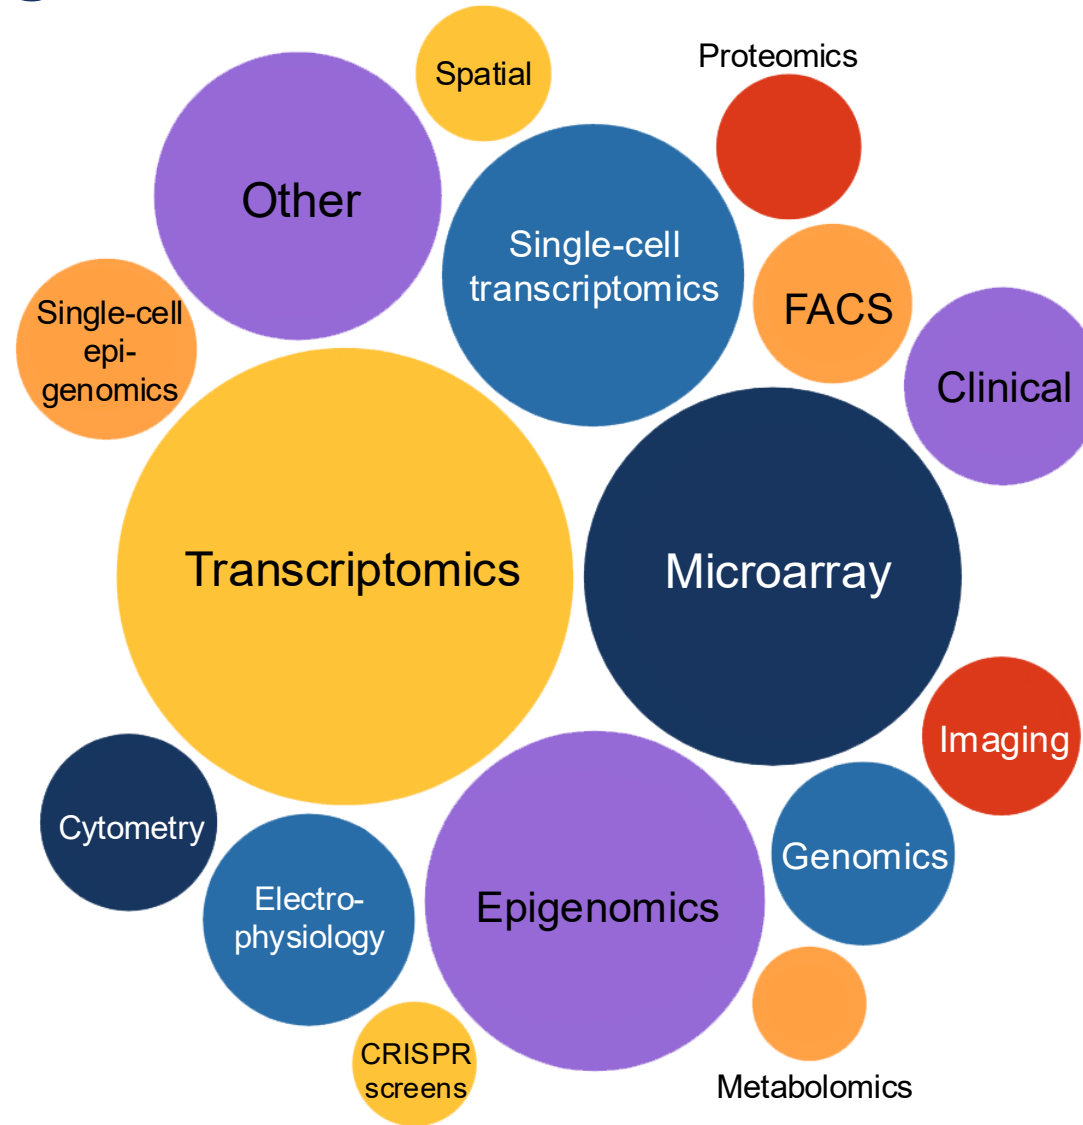 Proteomics
Spatial
Other
Single-cell
transcriptomics
FACS
Single-cell
epi-
genomics
Clinical
Transcriptomics
Microarray
Imaging
Cytometry
Genomics
Electro-
physiology
Epigenomics
CRISPR
screens
Metabolomics